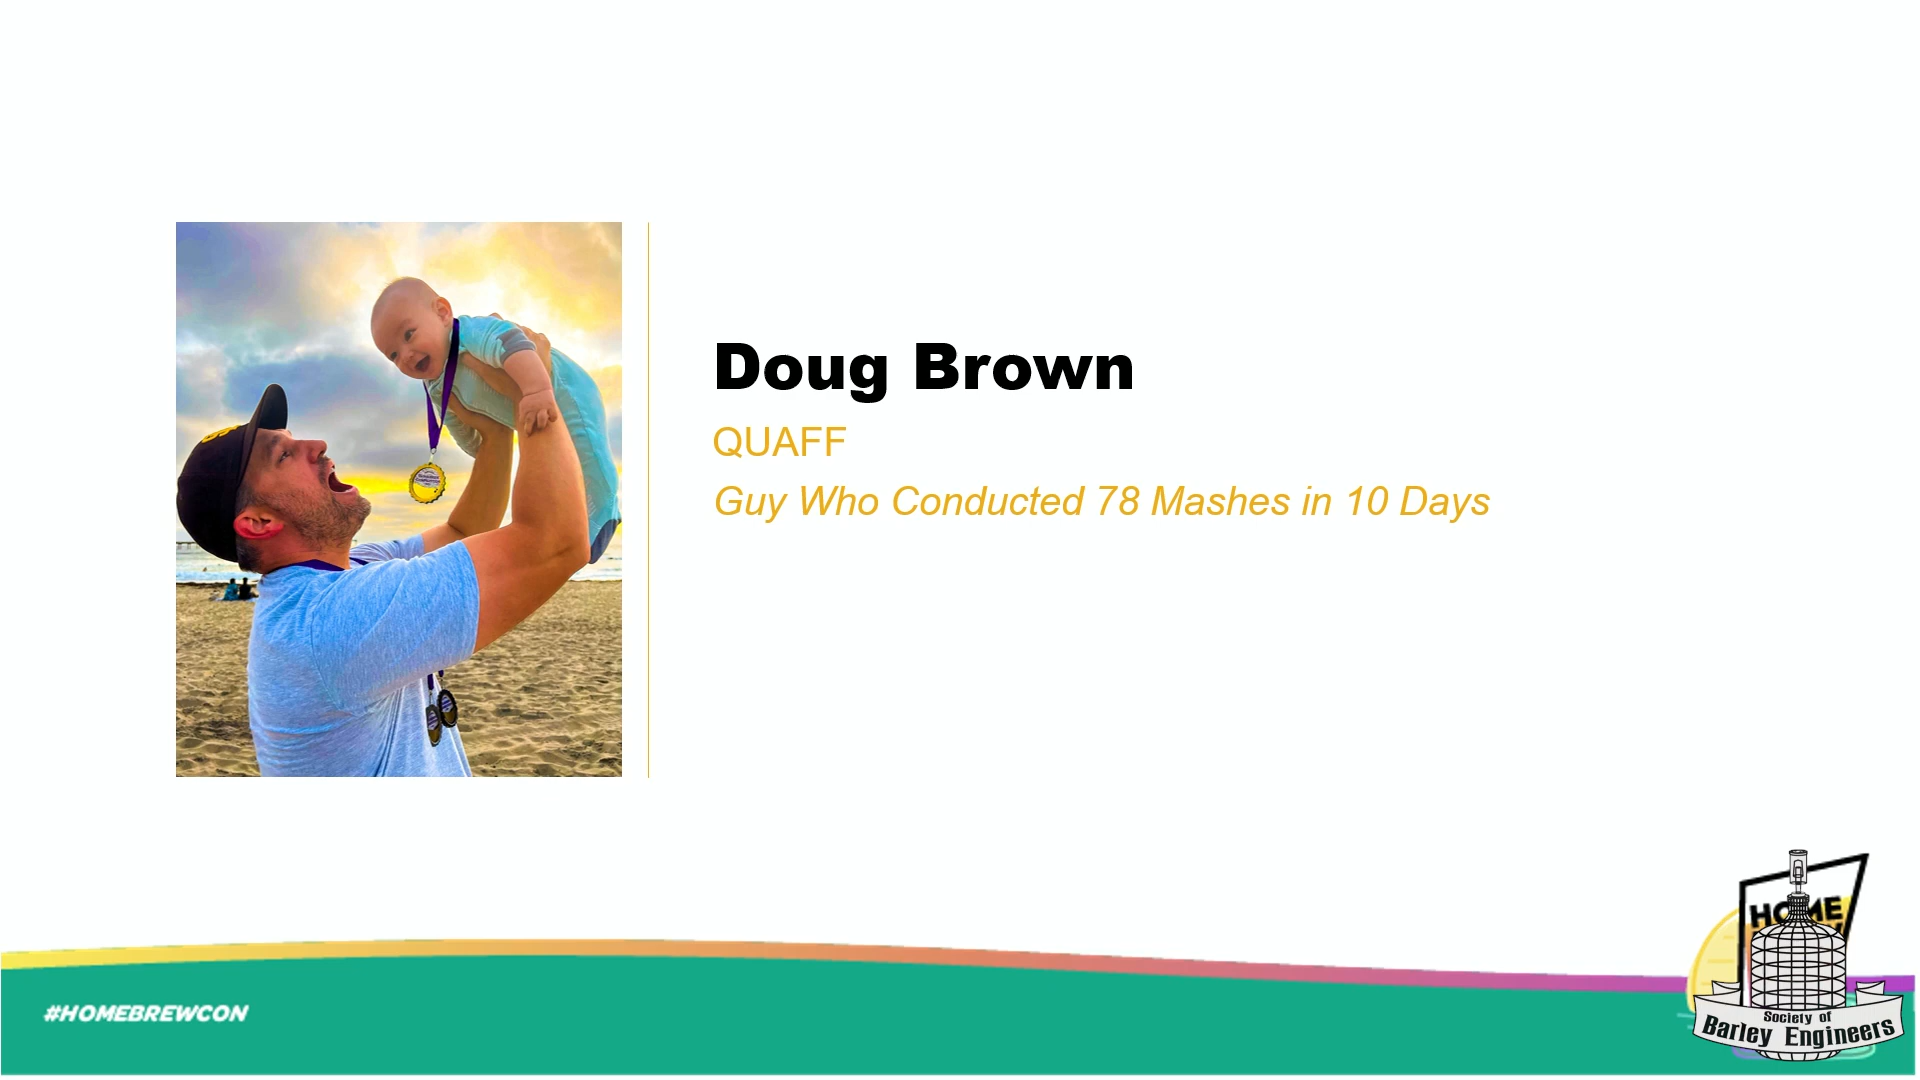 Doug Brown
QUAFF
Guy Who Conducted 78 Mashes in 10 Days
#HOMEBREWCON
HOME
Society of
Barley Engineers